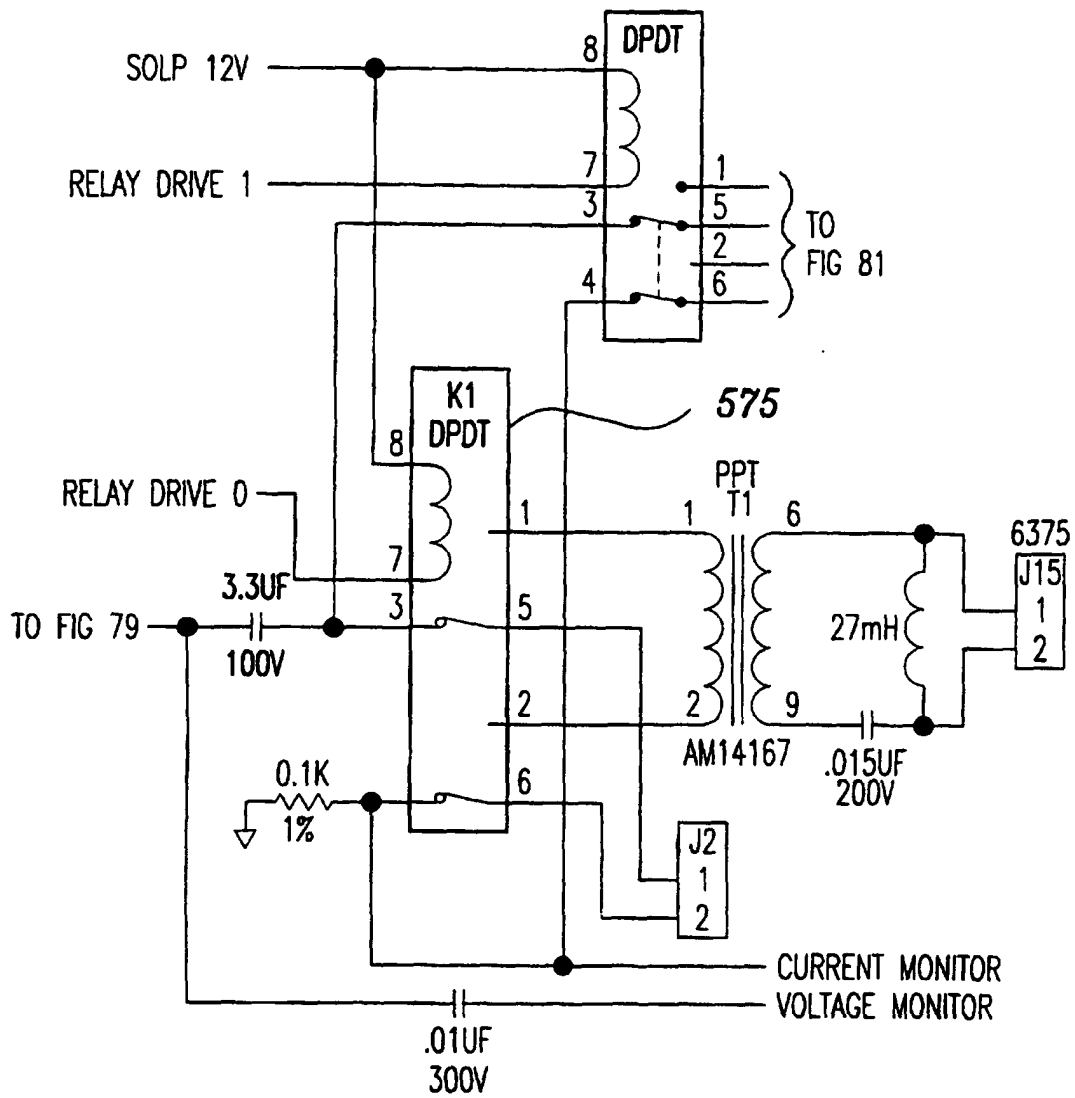 DPDT
8
SOLP 12V
7
1
RELAY DRIVE 1
3
5
TO
2
FIG 81
4
6
K1
DPDT
575
8
PPT
T1
RELAY DRIVE 0
1
1
6
6375
J15
1
2
7
3.3UF
3
5
TO FIG 79
100V
27mH
2
2
9
AM14167
.015UF
200V
0.1K
1%
6
J2
1
2
CURRENT MONITOR
VOLTAGE MONITOR
.01UF
300V